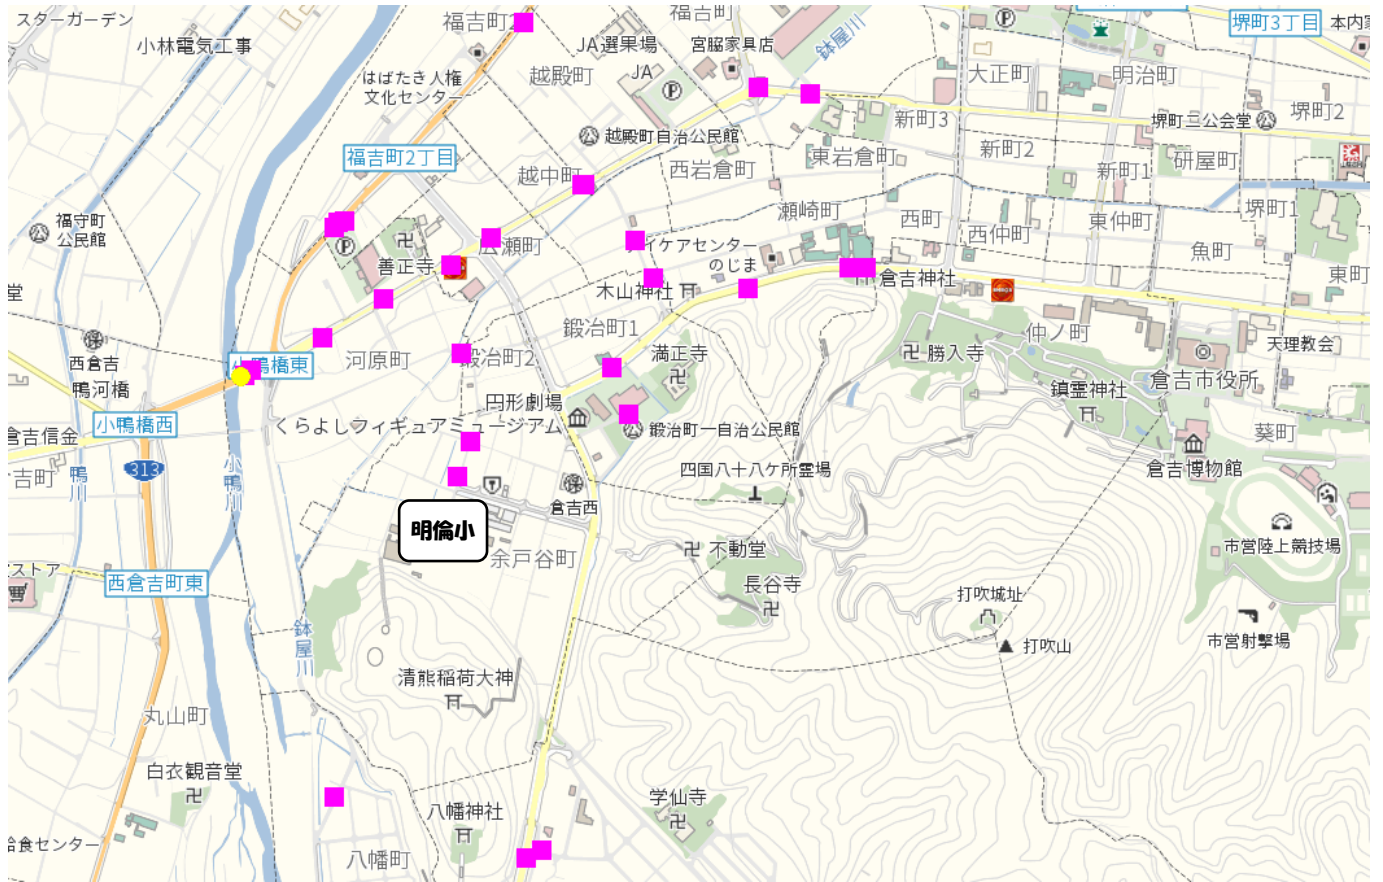 スターガーデン
小林電気工事
福吉町2
福吉町
JA選果場
越殿町
JA
宮脇家具店
鉢屋川
大正町
明治町
堺町3丁目
本内
はばたき人権
文化センター
福吉町2丁目
越殿町自治公民館
越中町
西岩倉町
東岩倉町
新町3
新町2
新町1
堺町二公会堂
堺町2
研屋町
福守町
公民館
善正寺
広瀬町
瀬崎町
イケアセンター
のじま
西町
西仲町
東仲町
堺町1
魚町
東町
木山神社
倉吉神社
堂
西倉吉
鴨河橋
小鴨橋東
河原町
鍛冶町2
鍛冶町1
満正寺
勝入寺
仲ノ町
鎮霊神社
倉吉市役所
天理教会
小鴨橋西
倉吉信金
円形劇場
くらよしフィギュアミュージアム
鍛治町一自治公民館
葵町
吉町
鴨川
313
小鴨川
四国八十八ケ所霊場
倉吉博物館
倉吉西
明倫小
余戸谷町
不動堂
長谷寺
市営陸上競技場
ストア
西倉吉町東
打吹城址
打吹山
市営射撃場
鉢屋川
清熊稲荷大神
丸山町
白衣観音堂
八幡神社
学仙寺
給食センター
八幡町